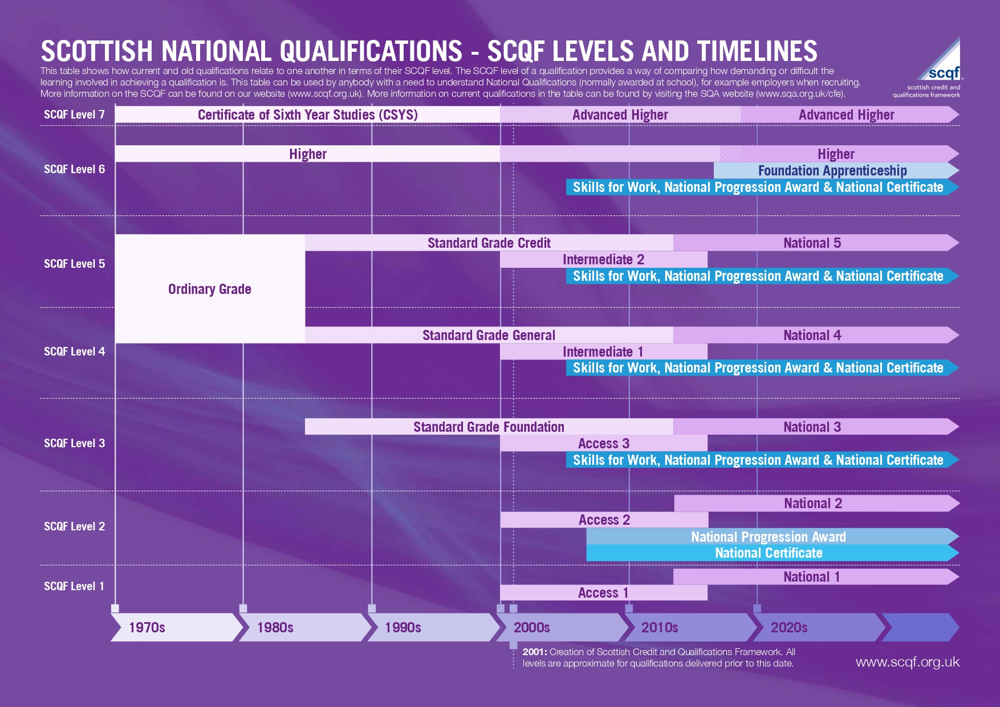 SCOTTISH NATIONAL QUALIFICATIONS - SCQF LEVELS AND TIMELINES
This table shows how current and old qualifications relate to one another in terms of their SCQF level. The SCQF level of a qualification provides a way of comparing how demanding or difficult the
learning involved in achieving a qualification is. This table can be used by anybody with a need to understand National Qualifications (normally awarded at school), for example employers when recruiting.
More information on the SCQF can be found on our website (www.scqf.org.uk). More information on current qualifications in the table can be found by visiting the SQA website (www.sqa.org.uk/cfe).
scqf
scottish credit and
qualifications framework
SCQF Level 7
Certificate of Sixth Year Studies (CSYS)
Advanced Higher
Advanced Higher
SCQF Level 6
Higher
Higher
Foundation Apprenticeship
Skills for Work, National Progression Award & National Certificate
SCQF Level 5
Ordinary Grade
Standard Grade Credit
National 5
Intermediate 2
Skills for Work, National Progression Award & National Certificate
SCQF Level 4
Standard Grade General
National 4
Intermediate 1
Skills for Work, National Progression Award & National Certificate
SCQF Level 3
Standard Grade Foundation
National 3
Access 3
Skills for Work, National Progression Award & National Certificate
SCQF Level 2
National 2
Access 2
National Progression Award
National Certificate
SCQF Level 1
National 1
Access 1
1970s
1980s
1990s
2000s
2010s
2020s
2001: Creation of Scottish Credit and Qualifications Framework. All
levels are approximate for qualifications delivered prior to this date.
www.scqf.org.uk